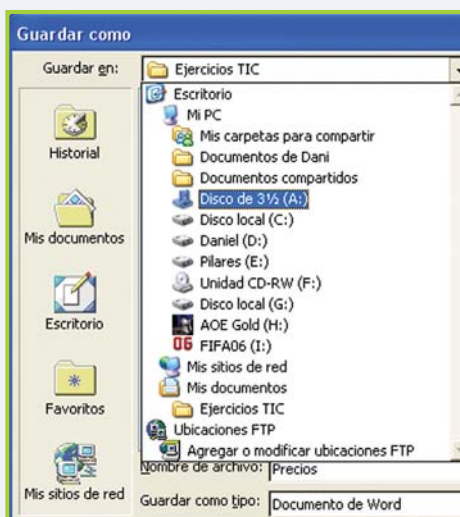 Guardar como
Guardar en: Ejercicios TIC
Escritorio
Mi PC
Mis carpetas para compartir
Documentos de Dani
Documentos compartidos
Disco de 3½ (A:)
Disco local (C:)
Daniel (D:)
Pilares (E:)
Unidad CD-RW (F:)
Disco local (G:)
AOE Gold (H:)
06 FIFA06 (I:)
Mis sitios de red
Mis documentos
Ejercicios TIC
Ubicaciones FTP
Agregar o modificar ubicaciones FTP
Historial
Mis documentos
Escritorio
Favoritos
Mis sitios de red
Nombre de archivo: Precios
Guardar como tipo: Documento de Word